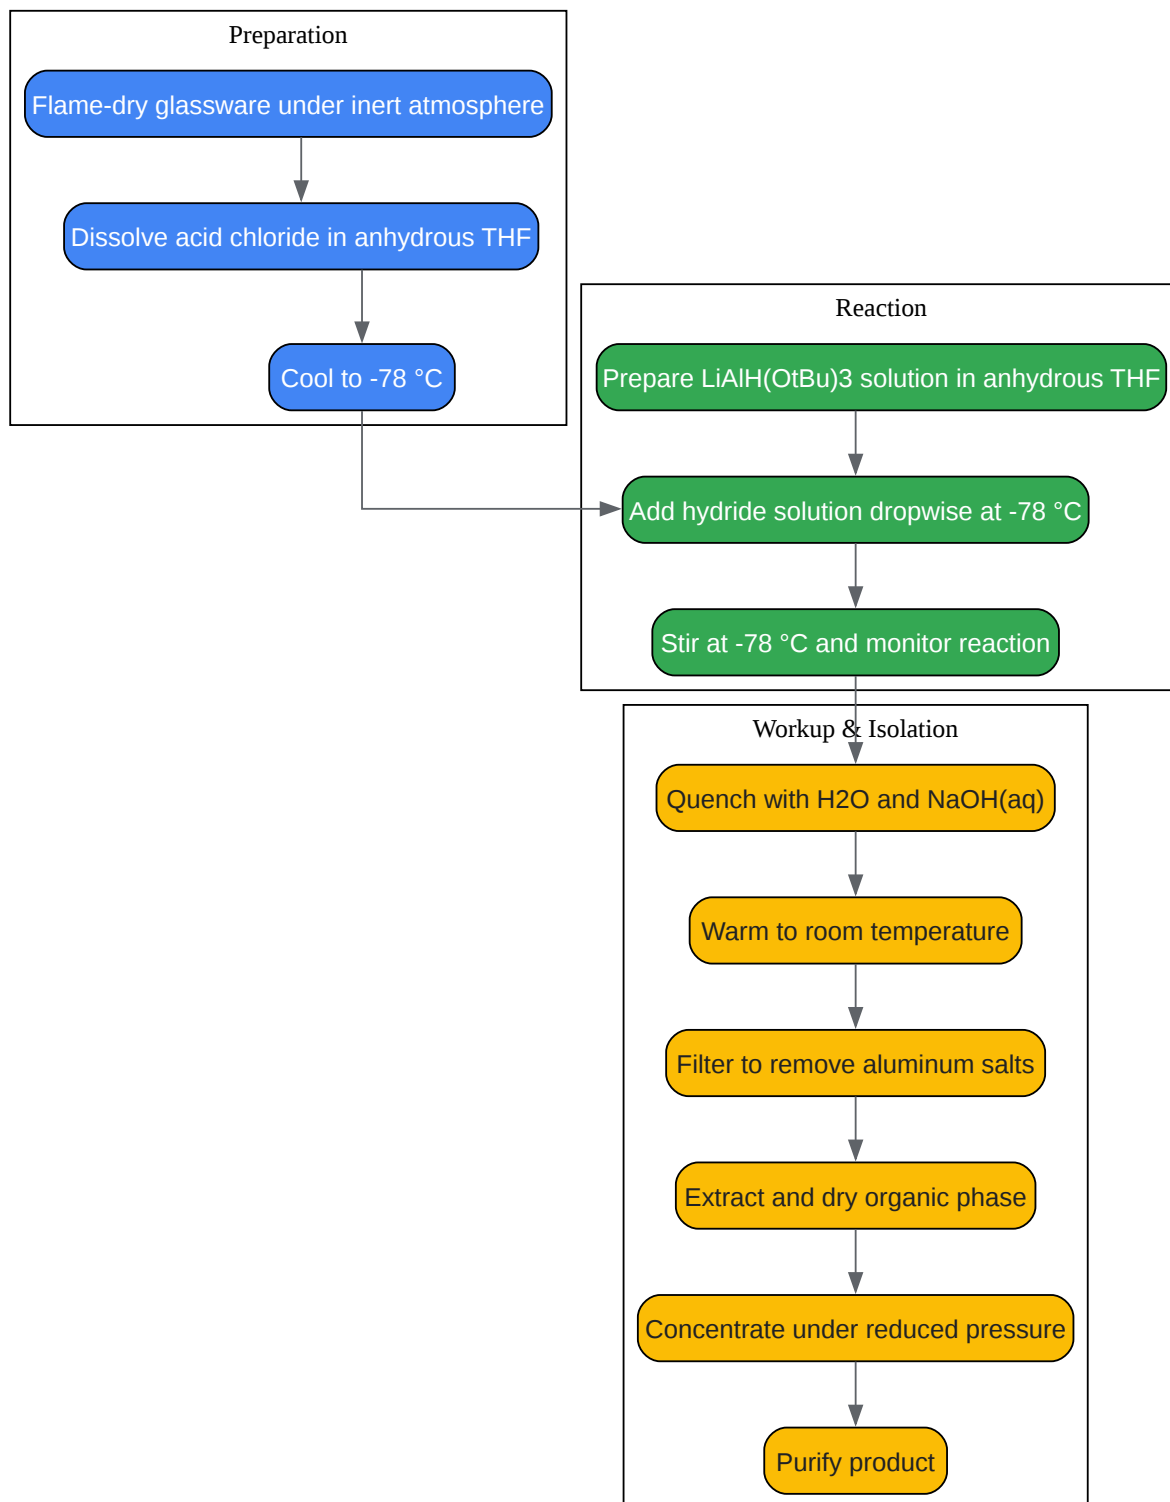 Preparation
Flame-dry glassware under inert atmosphere
Dissolve acid chloride in anhydrous THF
Cool to -78 °C
Reaction
Prepare LiAlH(OtBu)3 solution in anhydrous THF
Add hydride solution dropwise at -78 °C
Stir at -78 °C and monitor reaction
Workup & Isolation
Quench with H2O and NaOH(aq)
Warm to room temperature
Filter to remove aluminum salts
Extract and dry organic phase
Concentrate under reduced pressure
Purify product